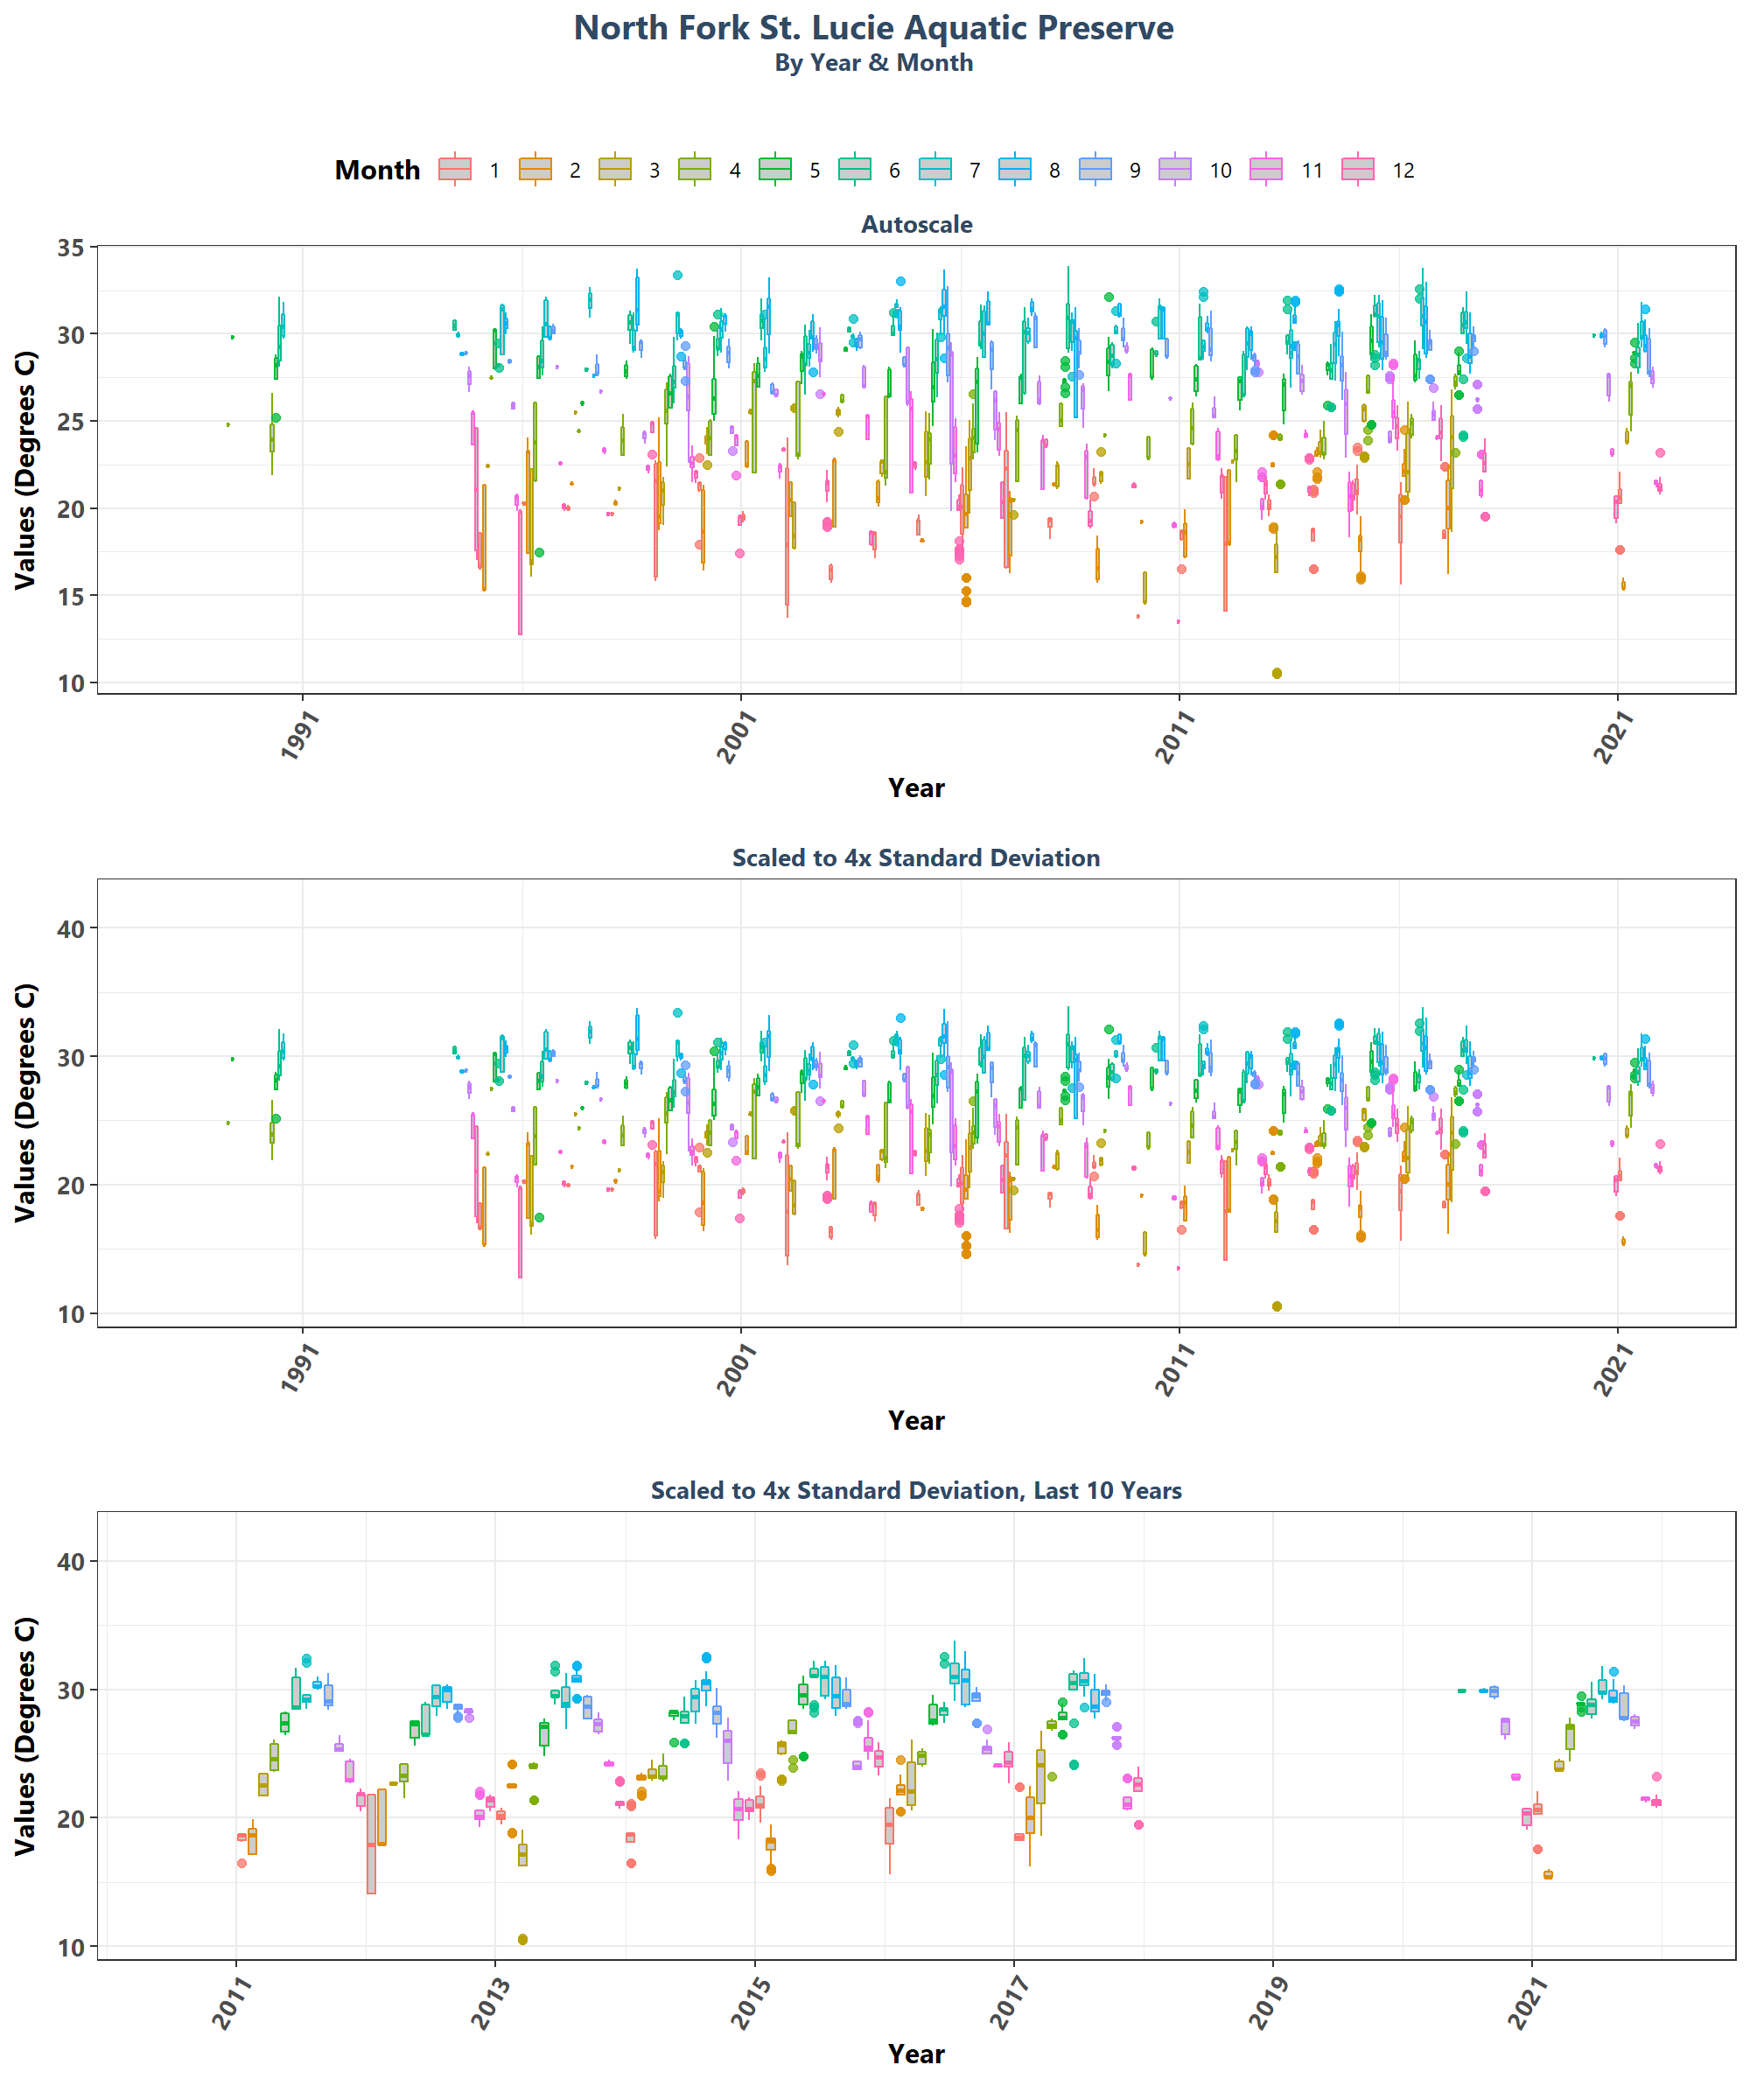 North Fork St. Lucie Aquatic Preserve
By Year & Month
Month 1 2 3 4 5 6 7 8 9 10 11 12
Autoscale
Values (Degrees C)
35
30
25
20
15
10
1991 2001 2011 2021
Year
Scaled to 4x Standard Deviation
Values (Degrees C)
40
30
20
10
1991 2001 2011 2021
Year
Scaled to 4x Standard Deviation, Last 10 Years
Values (Degrees C)
40
30
20
10
2011 2013 2015 2017 2019 2021
Year